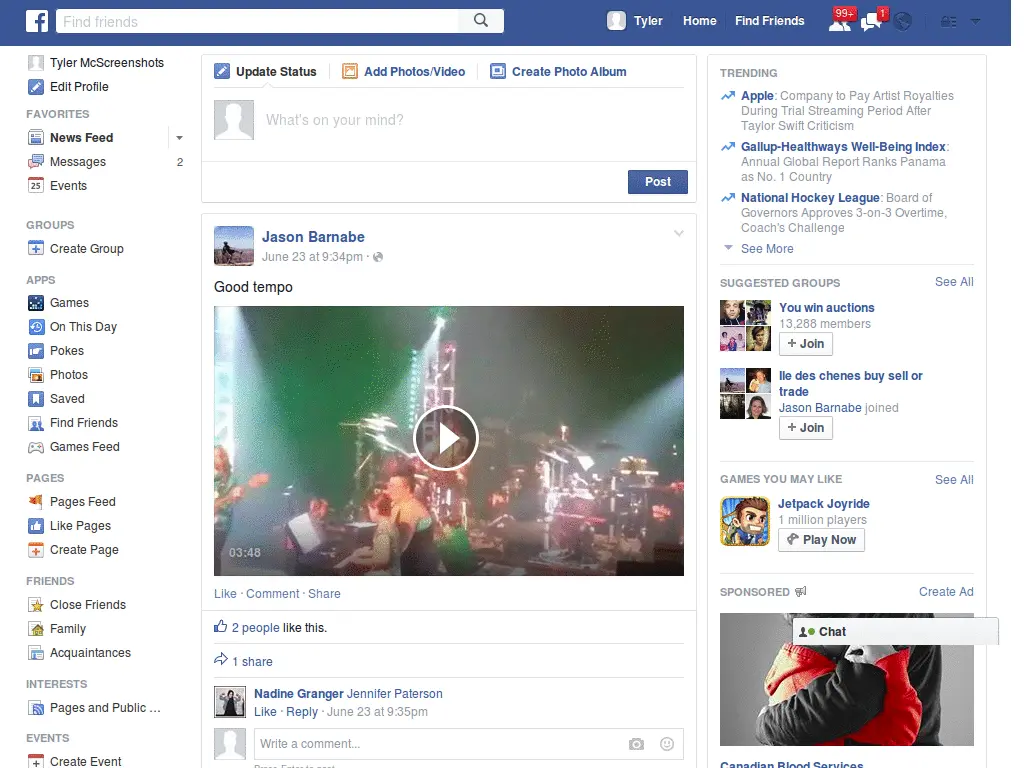 f
Find friends
Tyler
Home
Find Friends
99+
1
Tyler McScreenshots
Edit Profile
FAVORITES
News Feed
Messages
2
Events
25
GROUPS
Create Group
APPS
Games
On This Day
Pokes
Photos
Saved
Find Friends
Games Feed
PAGES
Pages Feed
Like Pages
Create Page
FRIENDS
Close Friends
Family
Acquaintances
INTERESTS
Pages and Public ...
EVENTS
Create Event
Update Status
Add Photos/Video
Create Photo Album
What's on your mind?
Post
Jason Barnabe
June 23 at 9:34pm ·
Good tempo
03:48
Like · Comment · Share
2 people like this.
1 share
Nadine Granger Jennifer Paterson
Like · Reply · June 23 at 9:35pm
Write a comment...
Press Enter to post.
TRENDING
Apple: Company to Pay Artist Royalties
During Trial Streaming Period After
Taylor Swift Criticism
Gallup-Healthways Well-Being Index:
Annual Global Report Ranks Panama
as No. 1 Country
National Hockey League: Board of
Governors Approves 3-on-3 Overtime,
Coach's Challenge
See More
SUGGESTED GROUPS
See All
You win auctions
13,288 members
+ Join
Ile des chenes buy sell or
trade
Jason Barnabe joined
+ Join
GAMES YOU MAY LIKE
See All
Jetpack Joyride
1 million players
Play Now
SPONSORED
Create Ad
Chat
Canadian Blood Services